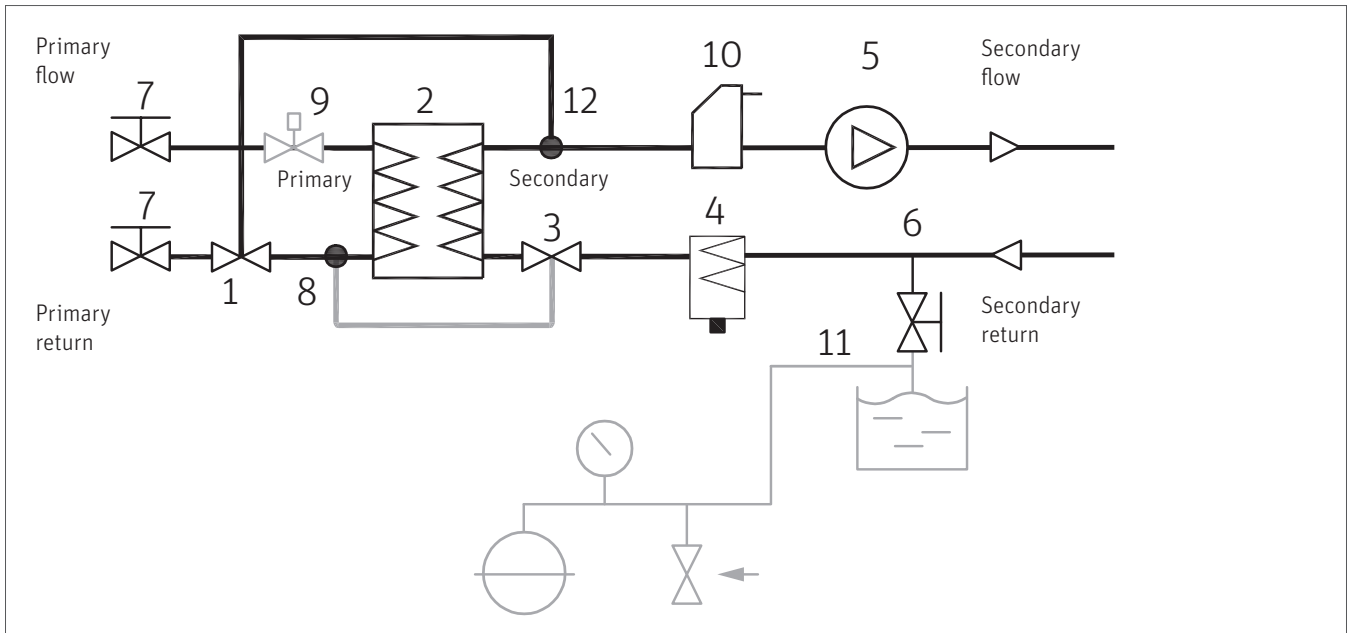 Primary
flow
7
9
2
12
10
5
Secondary
flow
Primary
Secondary
7
1
8
3
4
6
Primary
return
Secondary
return
11